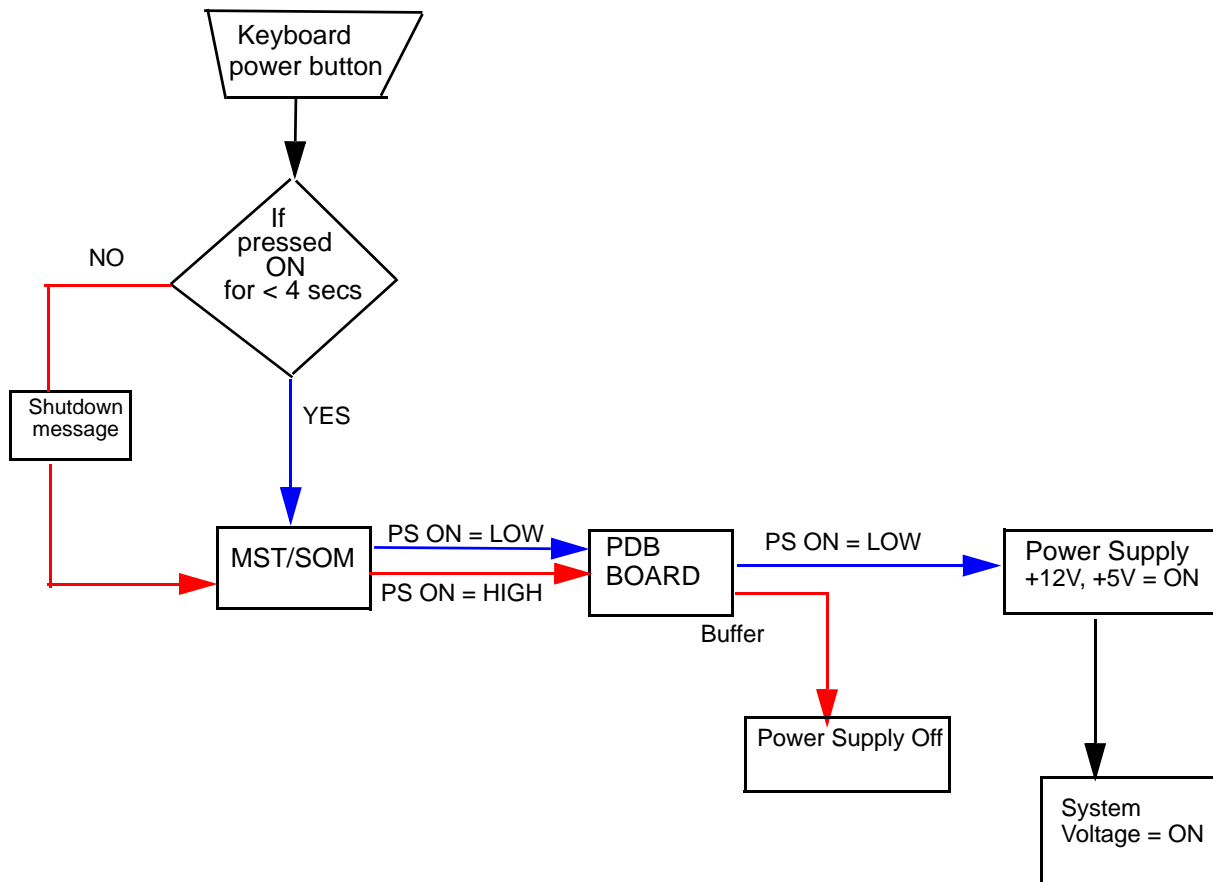 Keyboard
power button
If
pressed
ON
for < 4 secs
NO
Shutdown
message
YES
MST/SOM
PS ON = LOW
PS ON = HIGH
PDB
BOARD
PS ON = LOW
Buffer
Power Supply
+12V, +5V = ON
Power Supply Off
System
Voltage = ON